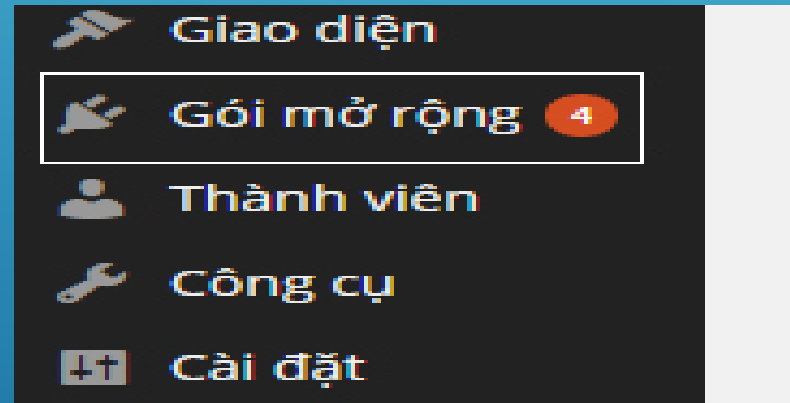 Giao diện
Gói mở rộng 4
Thành viên
Công cụ
Cài đặt